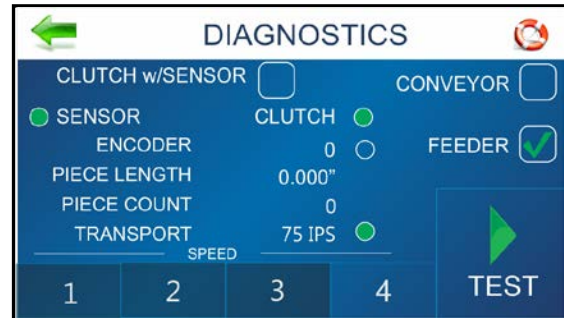 DIAGNOSTICS
CLUTCH w/SENSOR
CONVEYOR
SENSOR CLUTCH
ENCODER 0
FEEDER
PIECE LENGTH 0.000"
PIECE COUNT 0
TRANSPORT 75 IPS
SPEED
1 2 3 4 TEST